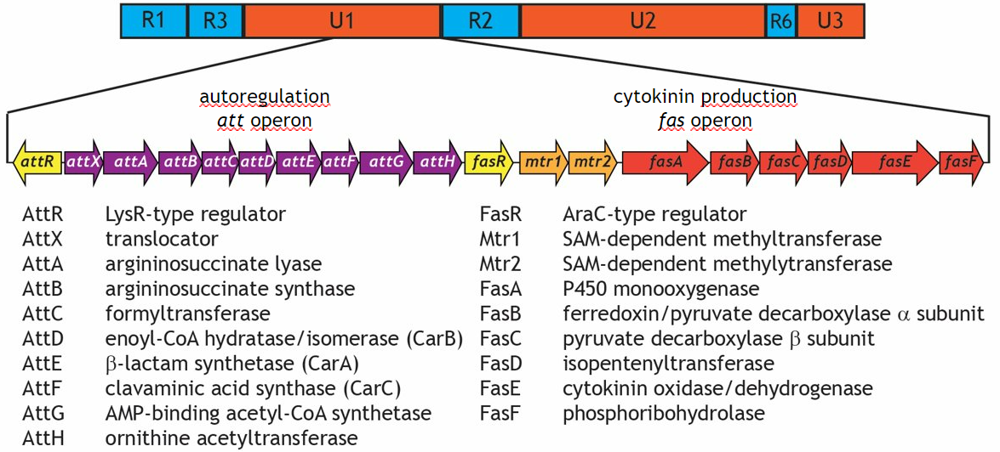 R1 R3 U1 R2 U2 R6 U3
autoregulation
att operon
cytokinin production
fas operon
attR attX attA attB attC attD attE attF attG attH fasR mtr1 mtr2 fasA fasB fasC fasD fasE fasF
AttR LysR-type regulator
AttX translocator
AttA argininosuccinate lyase
AttB argininosuccinate synthase
AttC formyltransferase
AttD enoyl-CoA hydratase/isomerase (CarB)
AttE β-lactam synthetase (CarA)
AttF clavaminic acid synthase (CarC)
AttG AMP-binding acetyl-CoA synthetase
AttH ornithine acetyltransferase
FasR AraC-type regulator
Mtr1 SAM-dependent methyltransferase
Mtr2 SAM-dependent methylytransferase
FasA P450 monooxygenase
FasB ferredoxin/pyruvate decarboxylase α subunit
FasC pyruvate decarboxylase β subunit
FasD isopentenyltransferase
FasE cytokinin oxidase/dehydrogenase
FasF phosphoribohydrolase